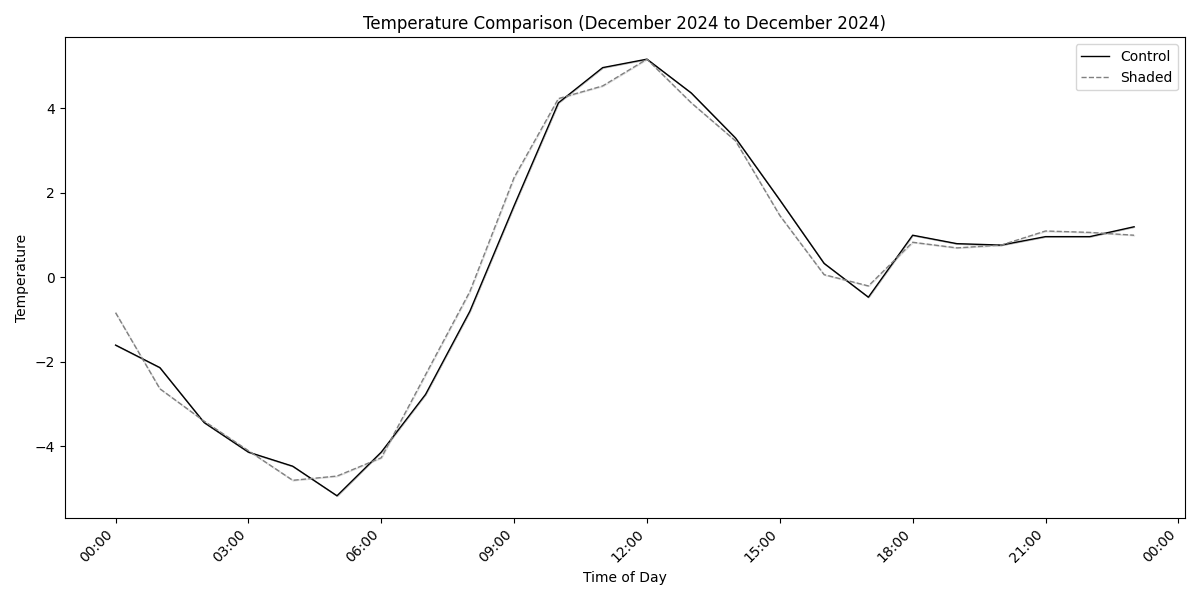 Temperature Comparison (December 2024 to December 2024)
Control
Shaded
Temperature
4
2
0
−2
−4
00:00
03:00
06:00
09:00
12:00
15:00
18:00
21:00
00:00
Time of Day